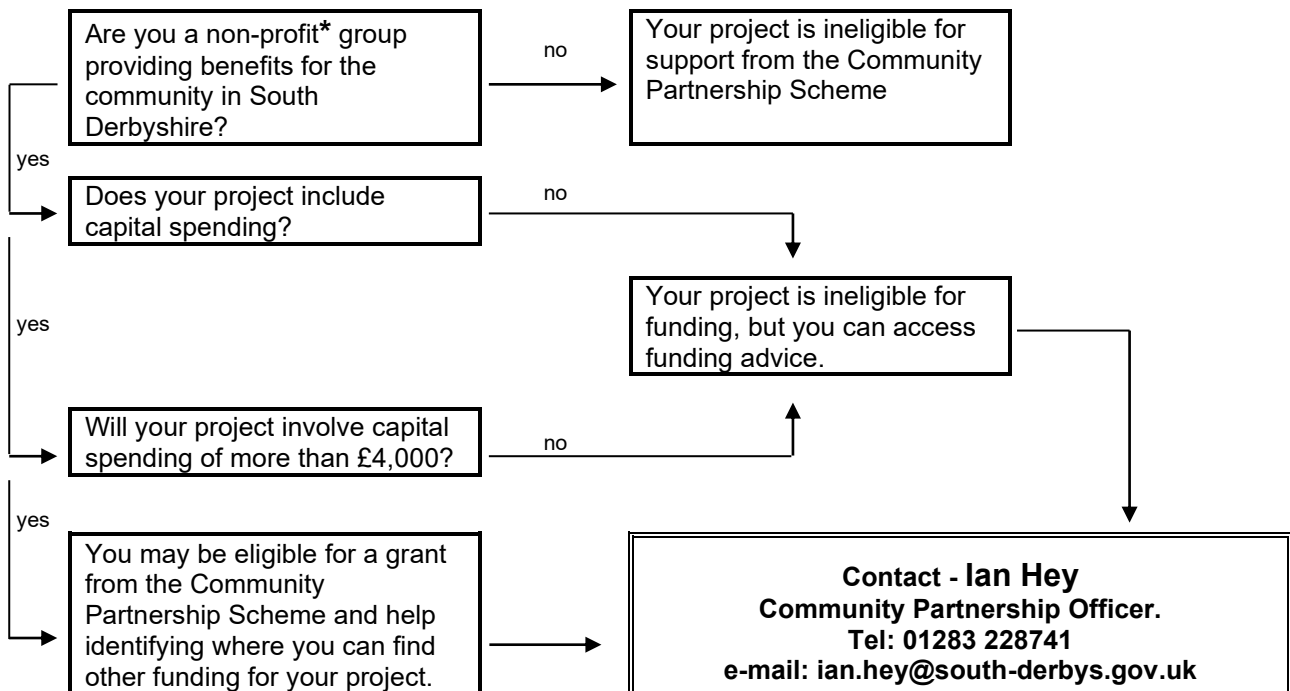 Are you a non-profit* group
providing benefits for the
community in South
Derbyshire?
no
Your project is ineligible for
support from the Community
Partnership Scheme
yes
Does your project include
capital spending?
no
Your project is ineligible for
funding, but you can access
funding advice.
yes
Will your project involve capital
spending of more than £4,000?
no
yes
You may be eligible for a grant
from the Community
Partnership Scheme and help
identifying where you can find
other funding for your project.
Contact - Ian Hey
Community Partnership Officer.
Tel: 01283 228741
e-mail: ian.hey@south-derbys.gov.uk